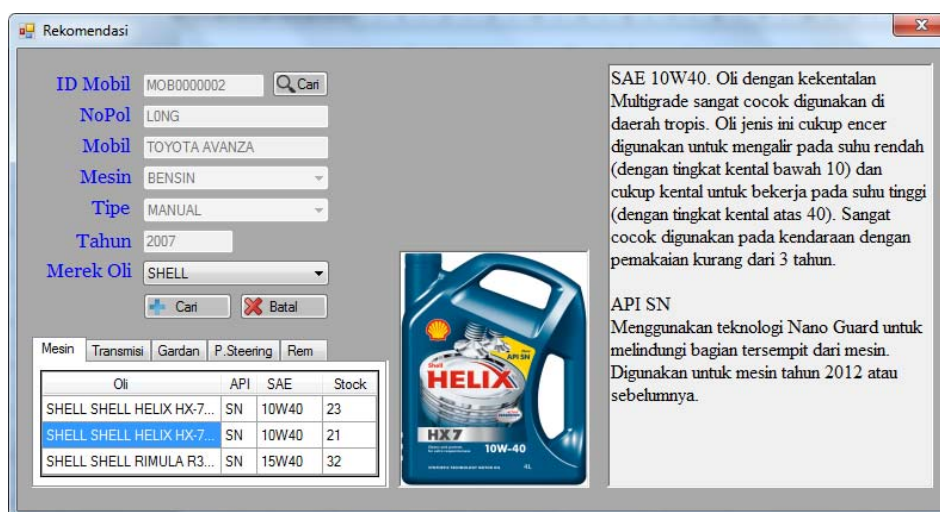 Rekomendasi
ID Mobil MOB0000002 Cari
NoPol L0NG
Mobil TOYOTA AVANZA
Mesin BENSIN
Tipe MANUAL
Tahun 2007
Merek Oli SHELL
Cari Batal
Mesin Transmisi Gardan P.Steering Rem
Oli API SAE Stock
SHELL SHELL HELIX HX-7... SN 10W40 23
SHELL SHELL HELIX HX-7... SN 10W40 21
SHELL SHELL RIMULA R3... SN 15W40 32
API SN
Shell
HELIX
HX7
10W-40
4L
SAE 10W40. Oli dengan kekentalan
Multigrade sangat cocok digunakan di
daerah tropis. Oli jenis ini cukup encer
digunakan untuk mengalir pada suhu rendah
(dengan tingkat kental bawah 10) dan
cukup kental untuk bekerja pada suhu tinggi
(dengan tingkat kental atas 40). Sangat
cocok digunakan pada kendaraan dengan
pemakaian kurang dari 3 tahun.
API SN
Menggunakan teknologi Nano Guard untuk
melindungi bagian tersempit dari mesin.
Digunakan untuk mesin tahun 2012 atau
sebelumnya.